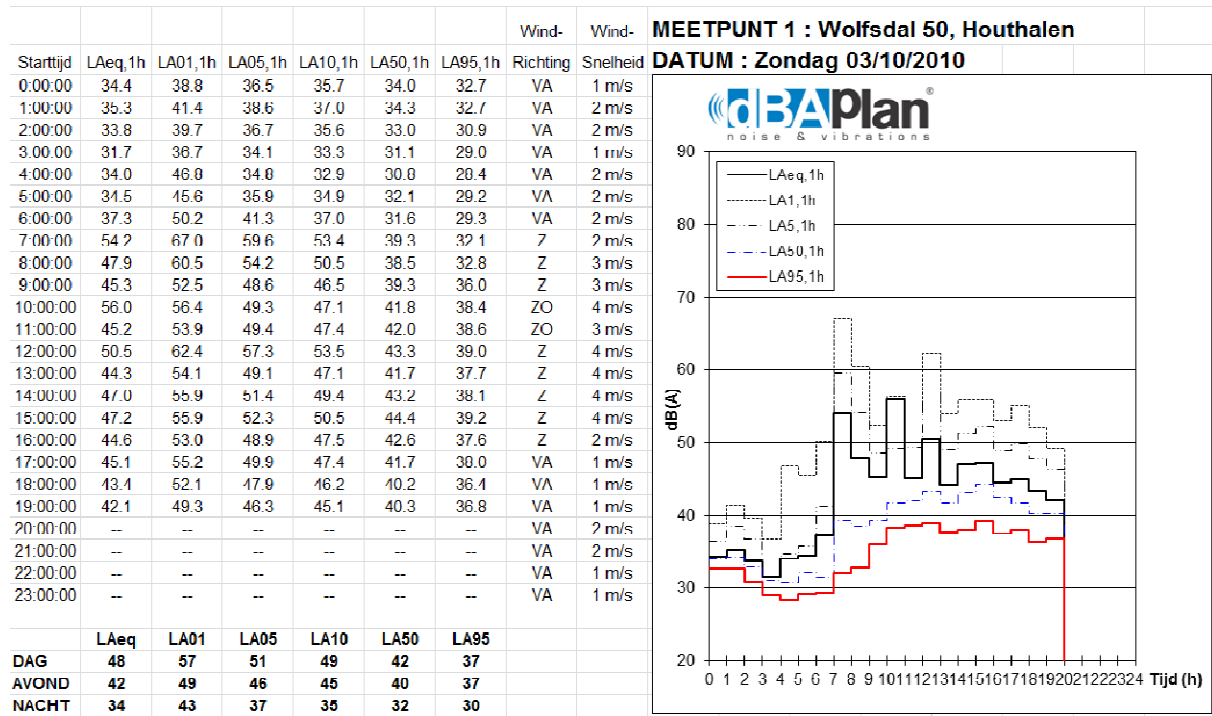 Wind- Wind- MEETPUNT 1 : Wolfsdal 50, Houthalen
Starttijd LAeq,1h LA01,1h LA05,1h LA10,1h LA50,1h LA95,1h Richting Snelheid DATUM : Zondag 03/10/2010
0:00:00 34.4 38.8 36.5 35.7 34.0 32.7 VA 1 m/s
1:00:00 35.3 41.4 38.6 37.0 34.3 32.7 VA 2 m/s
2:00:00 33.8 39.7 36.7 35.6 33.0 30.9 VA 2 m/s
3:00:00 31.7 36.7 34.1 33.3 31.1 29.0 VA 1 m/s
4:00:00 34.0 46.8 34.8 32.9 30.8 28.4 VA 2 m/s
5:00:00 34.5 45.6 35.9 34.9 32.1 29.2 VA 2 m/s
6:00:00 37.3 50.2 41.3 37.0 31.6 29.3 VA 2 m/s
7:00:00 54.2 67.0 59.6 53.4 39.3 32.1 Z 2 m/s
8:00:00 47.9 60.5 54.2 50.5 38.5 32.8 Z 3 m/s
9:00:00 45.3 52.5 48.6 46.5 39.3 36.0 Z 3 m/s
10:00:00 56.0 56.4 49.3 47.1 41.8 38.4 ZO 4 m/s
11:00:00 45.2 53.9 49.4 47.4 42.0 38.6 ZO 3 m/s
12:00:00 50.5 62.4 57.3 53.5 43.3 39.0 Z 4 m/s
13:00:00 44.3 54.1 49.1 47.1 41.7 37.7 Z 4 m/s
14:00:00 47.0 55.9 51.4 49.4 43.2 38.1 Z 4 m/s
15:00:00 47.2 55.9 52.3 50.5 44.4 39.2 Z 4 m/s
16:00:00 44.6 53.0 48.9 47.5 42.6 37.6 Z 2 m/s
17:00:00 45.1 55.2 49.9 47.4 41.7 38.0 VA 1 m/s
18:00:00 43.4 52.1 47.9 46.2 40.2 36.4 VA 1 m/s
19:00:00 42.1 49.3 46.3 45.1 40.3 36.8 VA 1 m/s
20:00:00 -- -- -- -- -- -- VA 2 m/s
21:00:00 -- -- -- -- -- -- VA 2 m/s
22:00:00 -- -- -- -- -- -- VA 1 m/s
23:00:00 -- -- -- -- -- -- VA 1 m/s
LAeq LA01 LA05 LA10 LA50 LA95
DAG 48 57 51 49 42 37
AVOND 42 49 46 45 40 37
NACHT 34 43 37 35 32 30
dBAPlan®
noise & vibrations
LAeq,1h
LA1,1h
LA5,1h
LA50,1h
LA95,1h
dB(A)
90
80
70
60
50
40
30
20
0 1 2 3 4 5 6 7 8 9 10 11 12 13 14 15 16 17 18 19 20 21 22 23 24 Tijd (h)